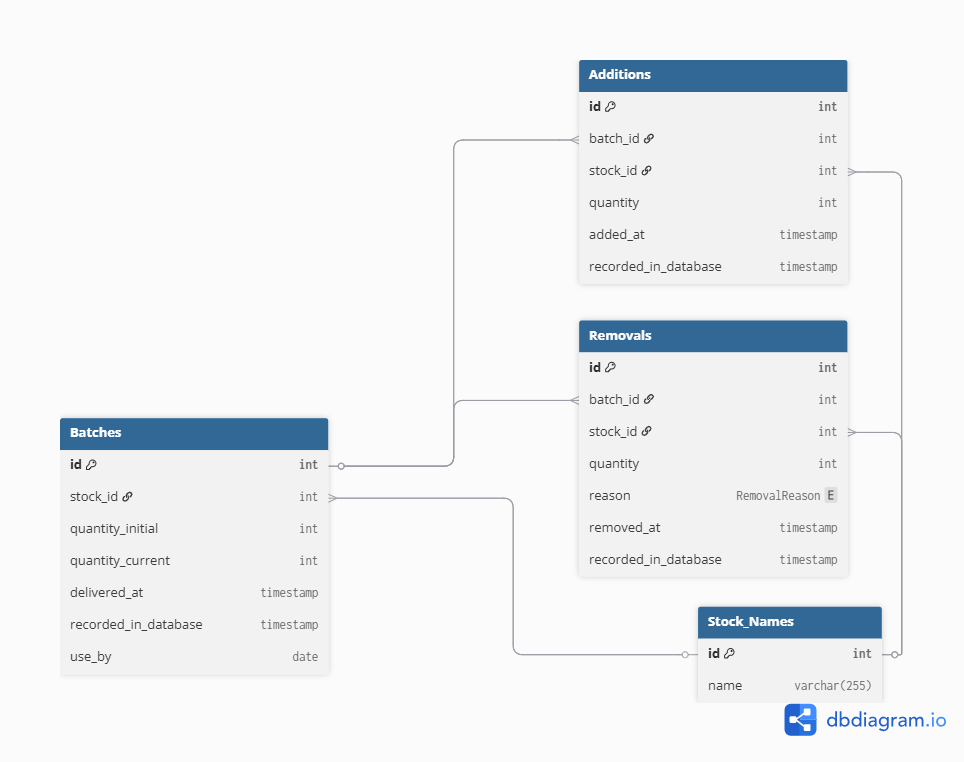 Additions
id int
batch_id int
stock_id int
quantity int
added_at timestamp
recorded_in_database timestamp
Removals
id int
batch_id int
stock_id int
quantity int
reason RemovalReason E
removed_at timestamp
recorded_in_database timestamp
Batches
id int
stock_id int
quantity_initial int
quantity_current int
delivered_at timestamp
recorded_in_database timestamp
use_by date
Stock_Names
id int
name varchar(255)
dbdiagram.io